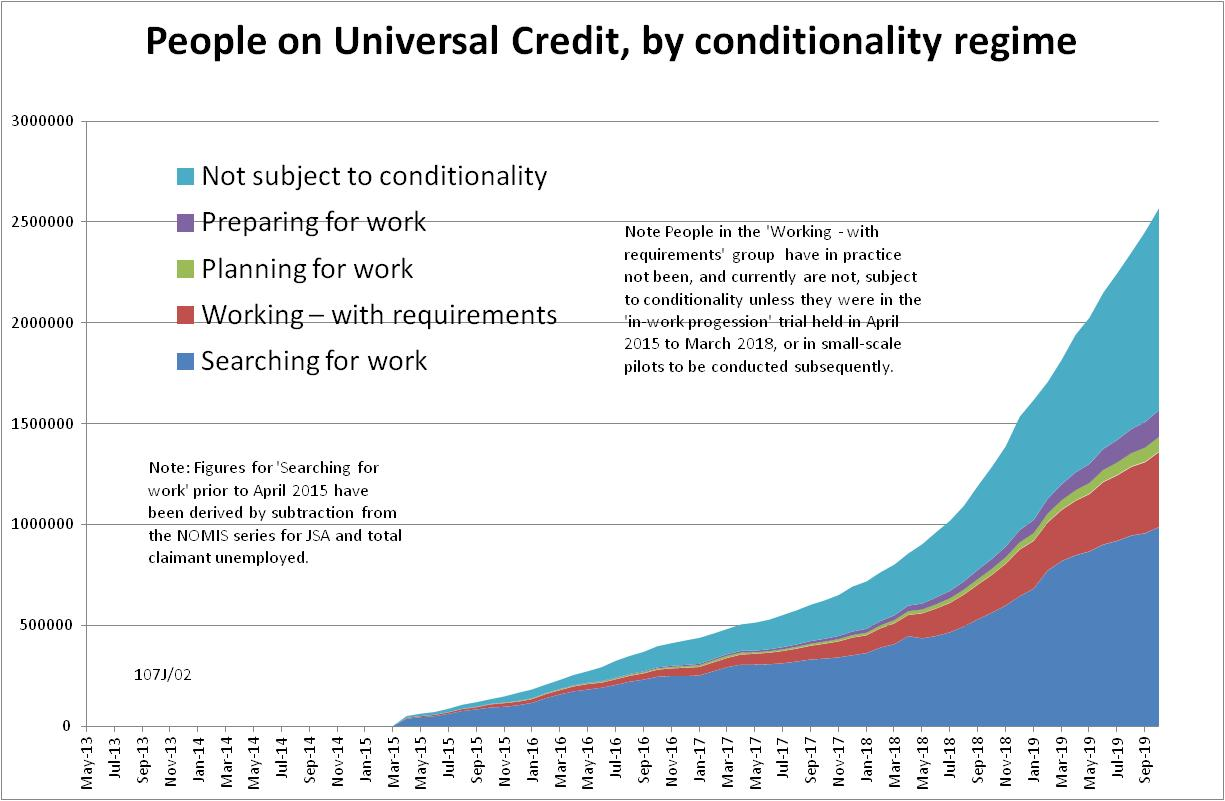 People on Universal Credit, by conditionality regime
3000000
2500000
2000000
1500000
1000000
500000
0
Not subject to conditionality
Preparing for work
Planning for work
Working – with requirements
Searching for work
Note People in the 'Working - with
requirements' group have in practice
not been, and currently are not, subject
to conditionality unless they were in the
'in-work progession' trial held in April
2015 to March 2018, or in small-scale
pilots to be conducted subsequently.
Note: Figures for 'Searching for
work' prior to April 2015 have
been derived by subtraction from
the NOMIS series for JSA and total
claimant unemployed.
107J/02
May-13
Jul-13
Sep-13
Nov-13
Jan-14
Mar-14
May-14
Jul-14
Sep-14
Nov-14
Jan-15
Mar-15
May-15
Jul-15
Sep-15
Nov-15
Jan-16
Mar-16
May-16
Jul-16
Sep-16
Nov-16
Jan-17
Mar-17
May-17
Jul-17
Sep-17
Nov-17
Jan-18
Mar-18
May-18
Jul-18
Sep-18
Nov-18
Jan-19
Mar-19
May-19
Jul-19
Sep-19